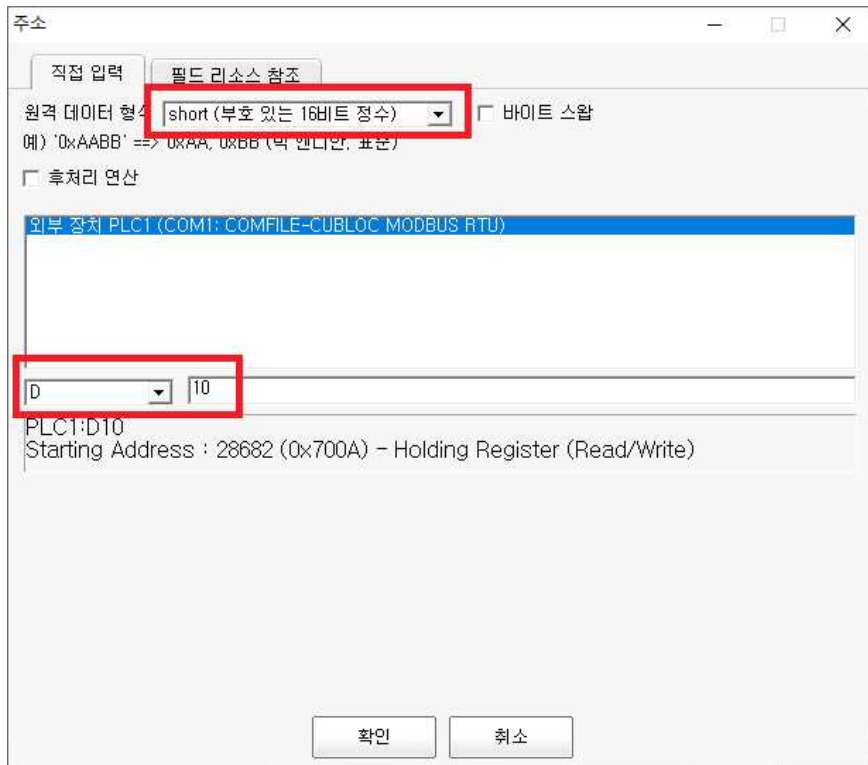 주소
직접 입력 필드 리소스 참조
원격 데이터 형식 short (부호 있는 16비트 정수) 바이트 스왑
예) '0xAABB' ==> 0xAA, 0xBB (빅 엔디안, 표준)
후처리 연산
외부 장치 PLC1 (COM1: COMFILE-CUBLOC MODBUS RTU)
D 10
PLC1:D10
Starting Address : 28682 (0x700A) - Holding Register (Read/Write)
확인 취소